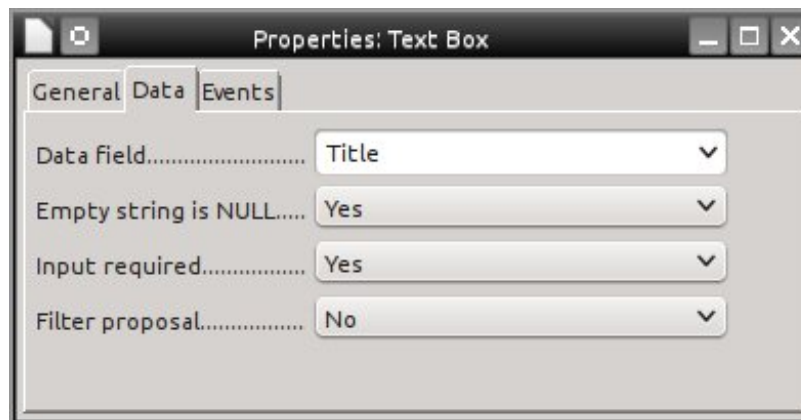 Properties: Text Box
General Data Events
Data field.......................... Title
Empty string is NULL..... Yes
Input required................. Yes
Filter proposal................. No